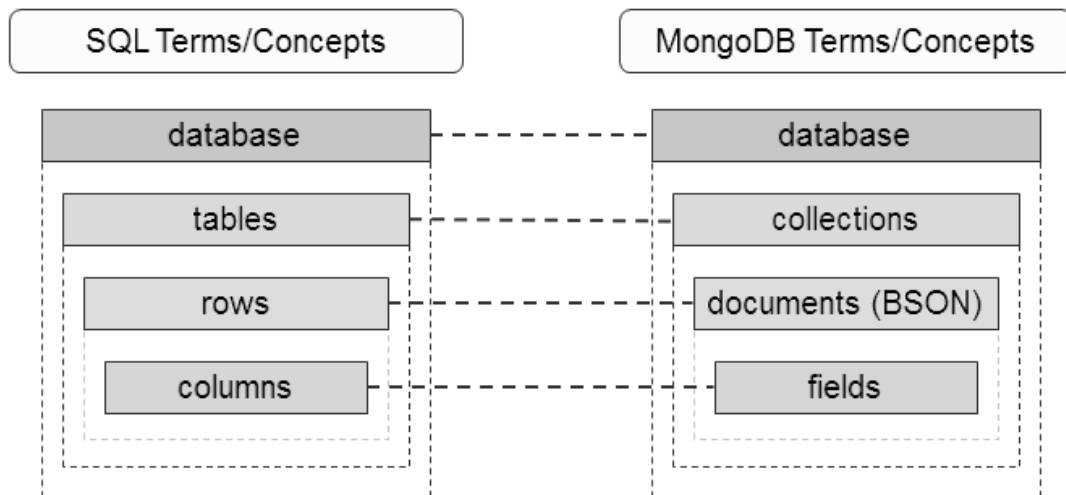 SQL Terms/Concepts
MongoDB Terms/Concepts
database
database
tables
collections
rows
documents (BSON)
columns
fields